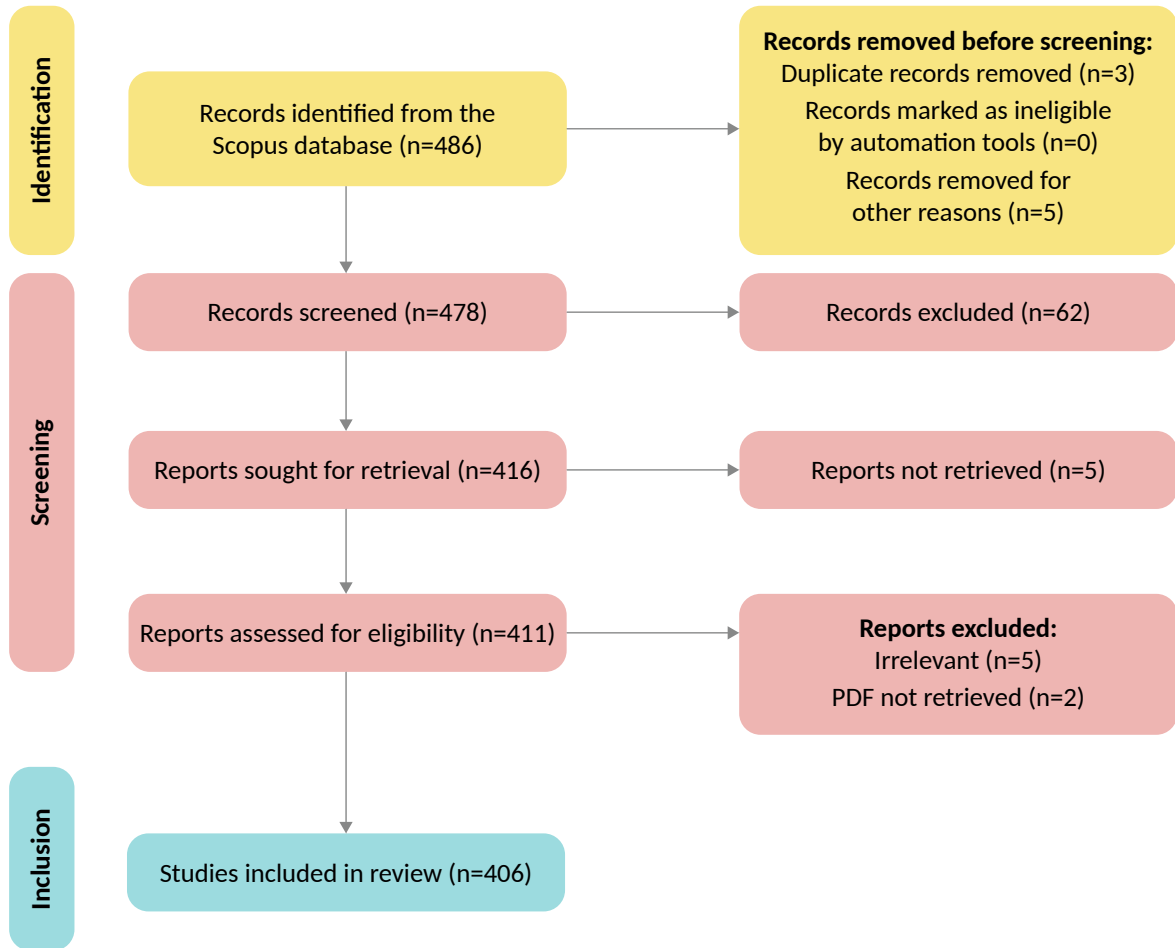 Identification
Records identified from the
Scopus database (n=486)
Records removed before screening:
Duplicate records removed (n=3)
Records marked as ineligible
by automation tools (n=0)
Records removed for
other reasons (n=5)
Screening
Records screened (n=478)
Records excluded (n=62)
Reports sought for retrieval (n=416)
Reports not retrieved (n=5)
Reports assessed for eligibility (n=411)
Reports excluded:
Irrelevant (n=5)
PDF not retrieved (n=2)
Inclusion
Studies included in review (n=406)